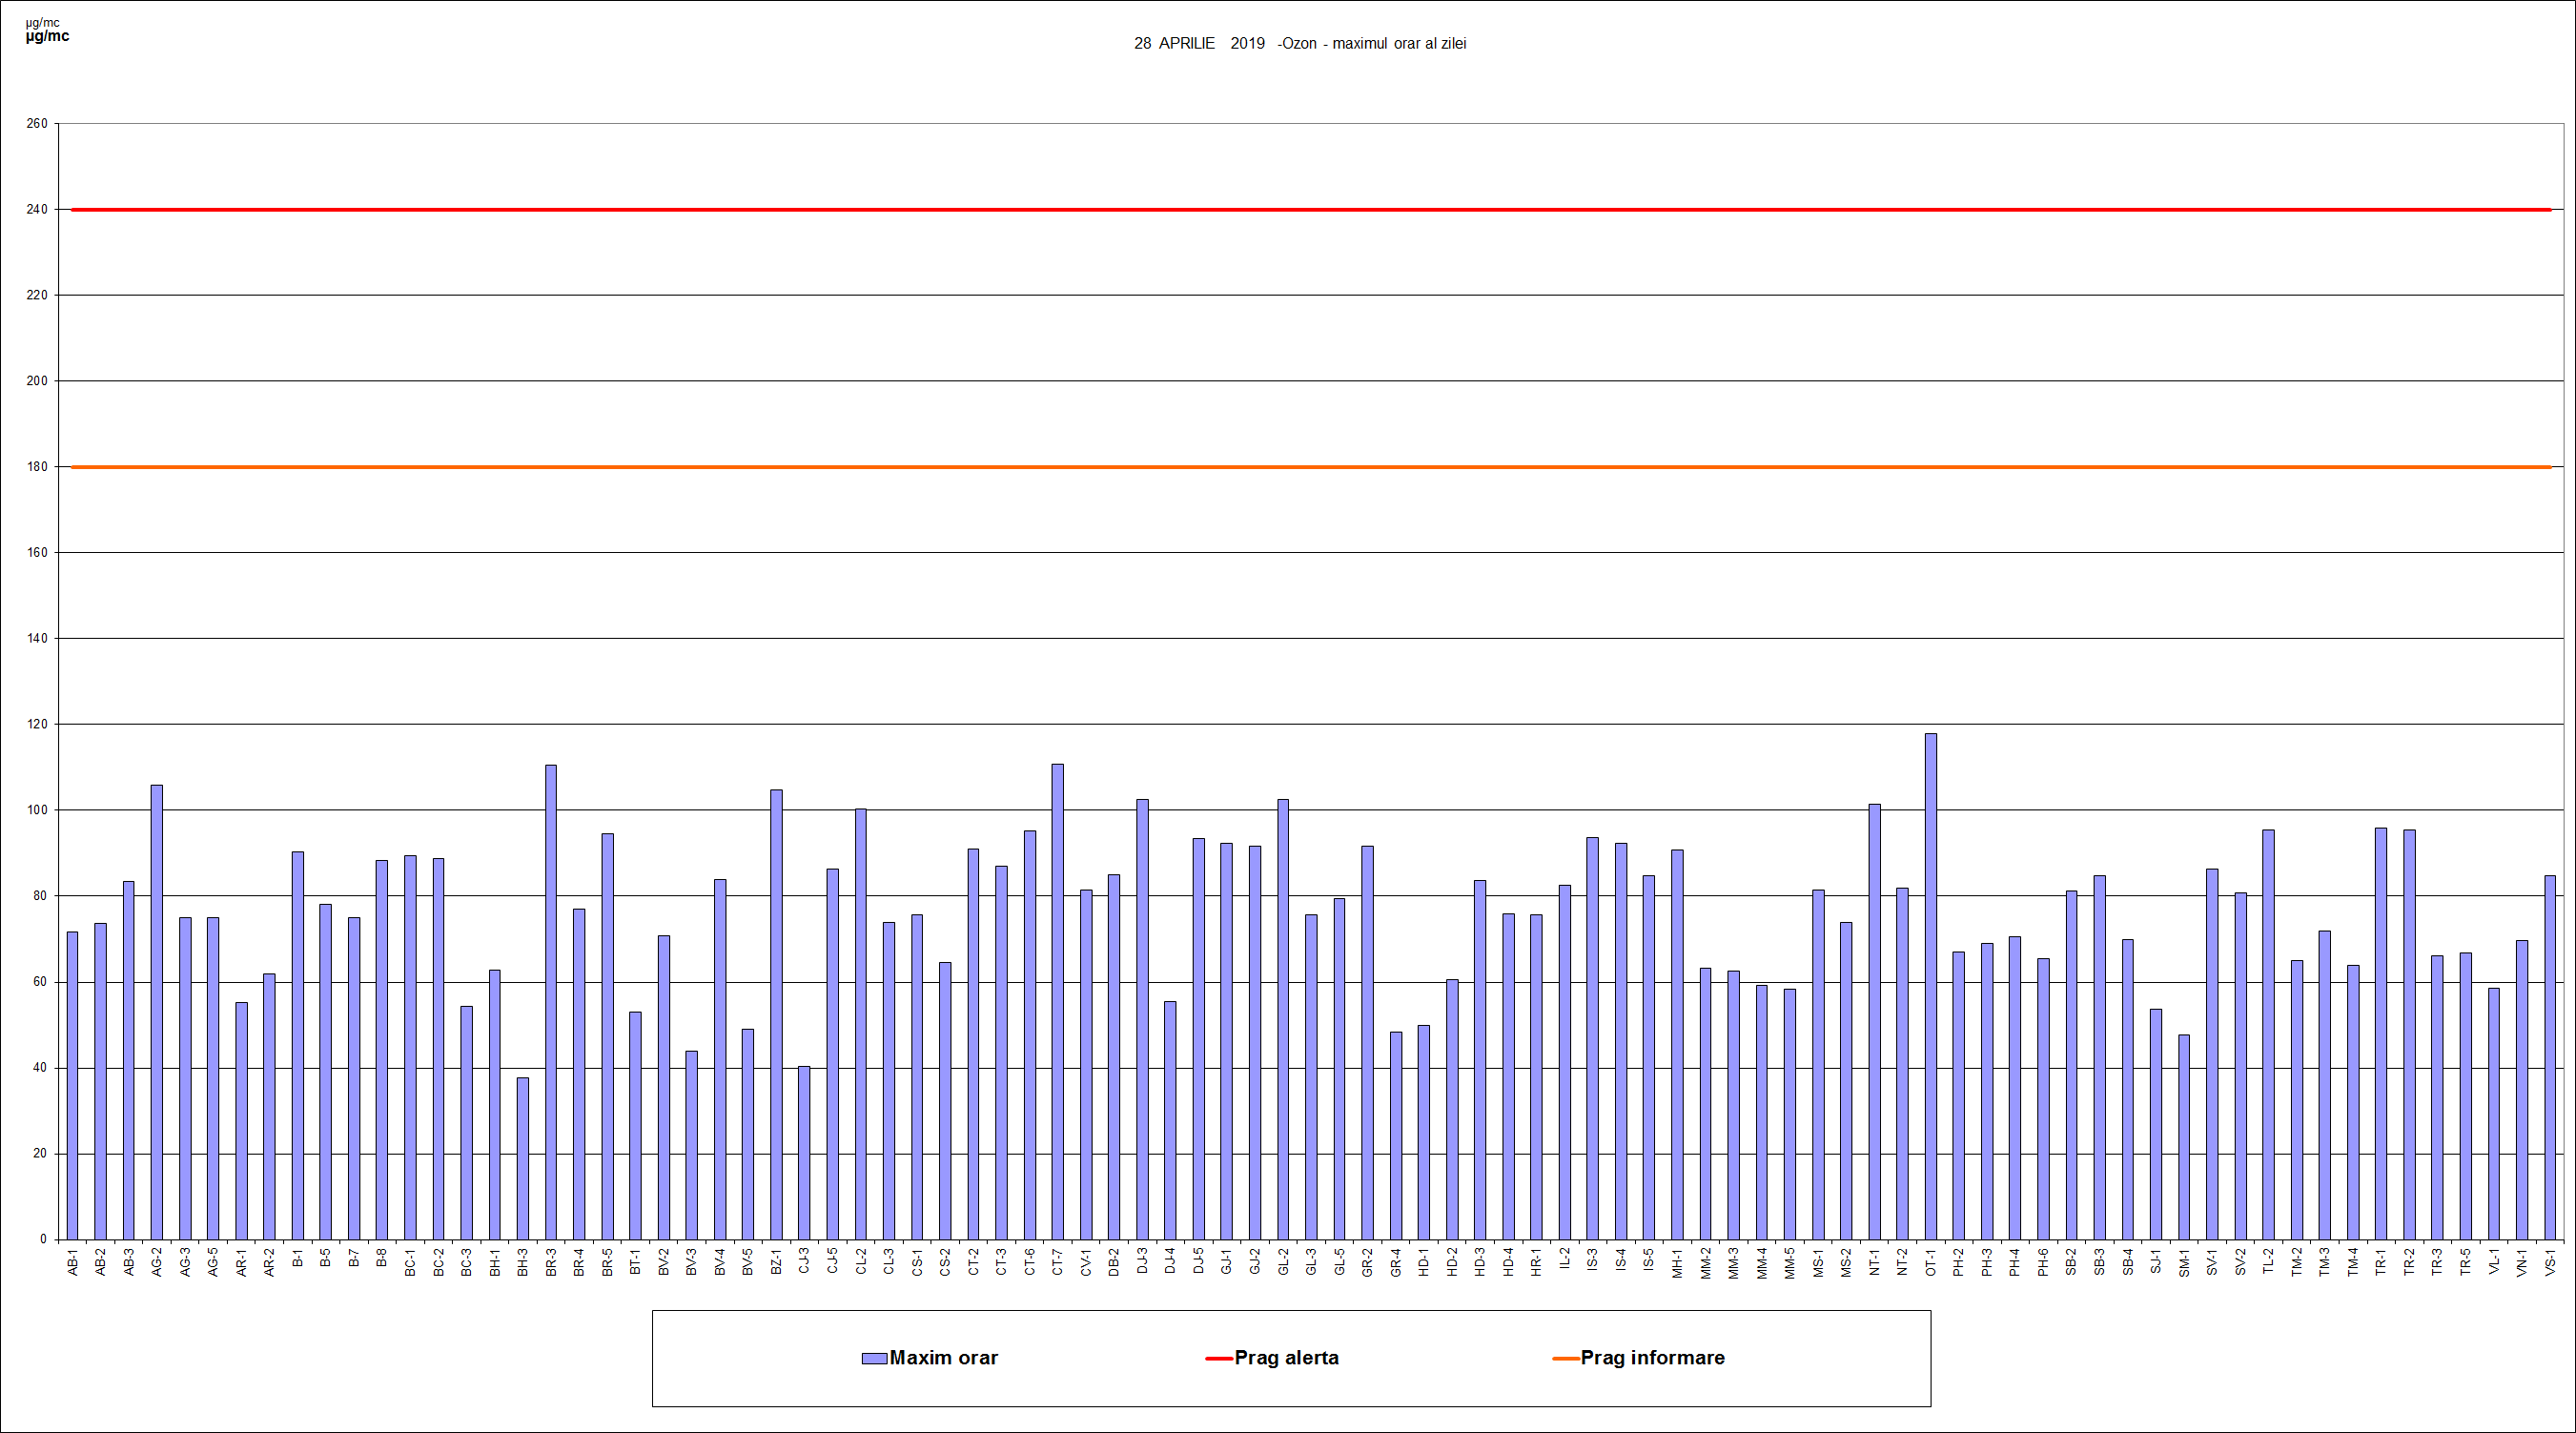 µg/mc
µg/mc
28 APRILIE 2019 -Ozon - maximul orar al zilei
260
240
220
200
180
160
140
120
100
80
60
40
20
0
AB-1
AB-2
AB-3
AG-2
AG-3
AG-5
AR-1
AR-2
B-1
B-5
B-7
B-8
BC-1
BC-2
BC-3
BH-1
BH-3
BR-3
BR-4
BR-5
BT-1
BV-2
BV-3
BV-4
BV-5
BZ-1
CJ-3
CJ-5
CL-2
CL-3
CS-1
CS-2
CT-2
CT-3
CT-6
CT-7
CV-1
DB-2
DJ-3
DJ-4
DJ-5
GJ-1
GJ-2
GL-2
GL-3
GL-5
GR-2
GR-4
HD-1
HD-2
HD-3
HD-4
HR-1
IL-2
IS-3
IS-4
IS-5
MH-1
MM-2
MM-3
MM-4
MM-5
MS-1
MS-2
NT-1
NT-2
OT-1
PH-2
PH-3
PH-4
PH-6
SB-2
SB-3
SB-4
SJ-1
SM-1
SV-1
SV-2
TL-2
TM-2
TM-3
TM-4
TR-1
TR-2
TR-3
TR-5
VL-1
VN-1
VS-1
Maxim orar
Prag alerta
Prag informare